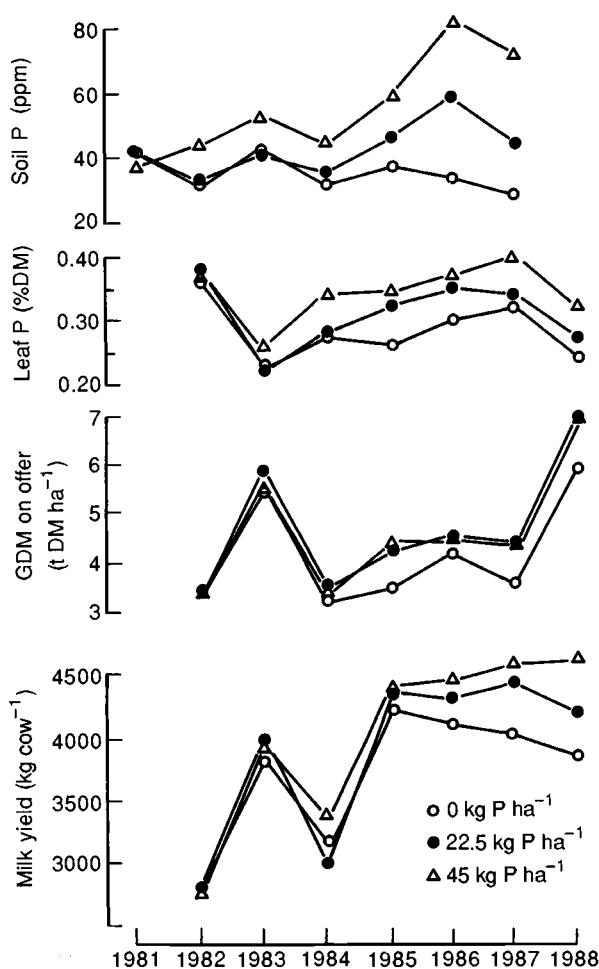 80
60
40
20
Soil P (ppm)
0.40
0.30
0.20
Leaf P (%DM)
7
6
5
4
3
GDM on offer
(t DM ha⁻¹)
4500
4000
3500
3000
Milk yield (kg cow⁻¹)
0 kg P ha⁻¹
22.5 kg P ha⁻¹
45 kg P ha⁻¹
1981 1982 1983 1984 1985 1986 1987 1988